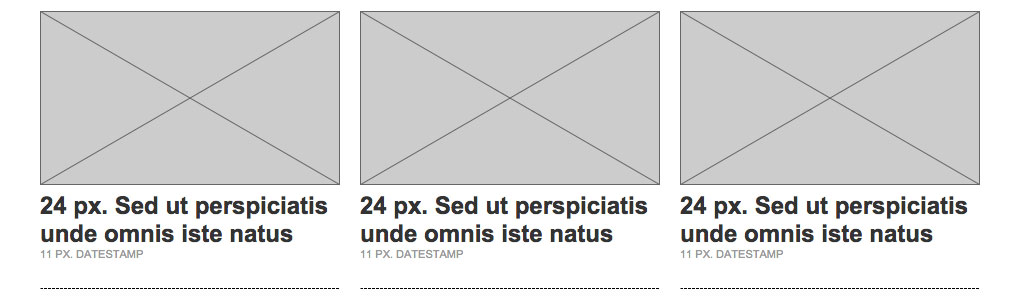 24 px. Sed ut perspiciatis
unde omnis iste natus
11 PX. DATESTAMP
24 px. Sed ut perspiciatis
unde omnis iste natus
11 PX. DATESTAMP
24 px. Sed ut perspiciatis
unde omnis iste natus
11 PX. DATESTAMP